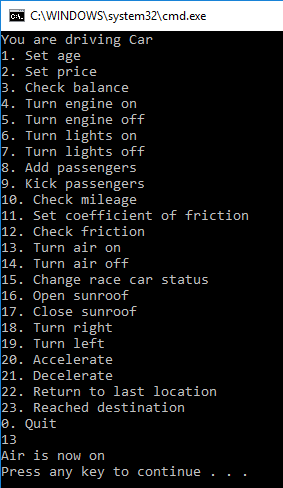 C:\WINDOWS\system32\cmd.exe
You are driving Car
1. Set age
2. Set price
3. Check balance
4. Turn engine on
5. Turn engine off
6. Turn lights on
7. Turn lights off
8. Add passengers
9. Kick passengers
10. Check mileage
11. Set coefficient of friction
12. Check friction
13. Turn air on
14. Turn air off
15. Change race car status
16. Open sunroof
17. Close sunroof
18. Turn right
19. Turn left
20. Accelerate
21. Decelerate
22. Return to last location
23. Reached destination
0. Quit
13
Air is now on
Press any key to continue . . .